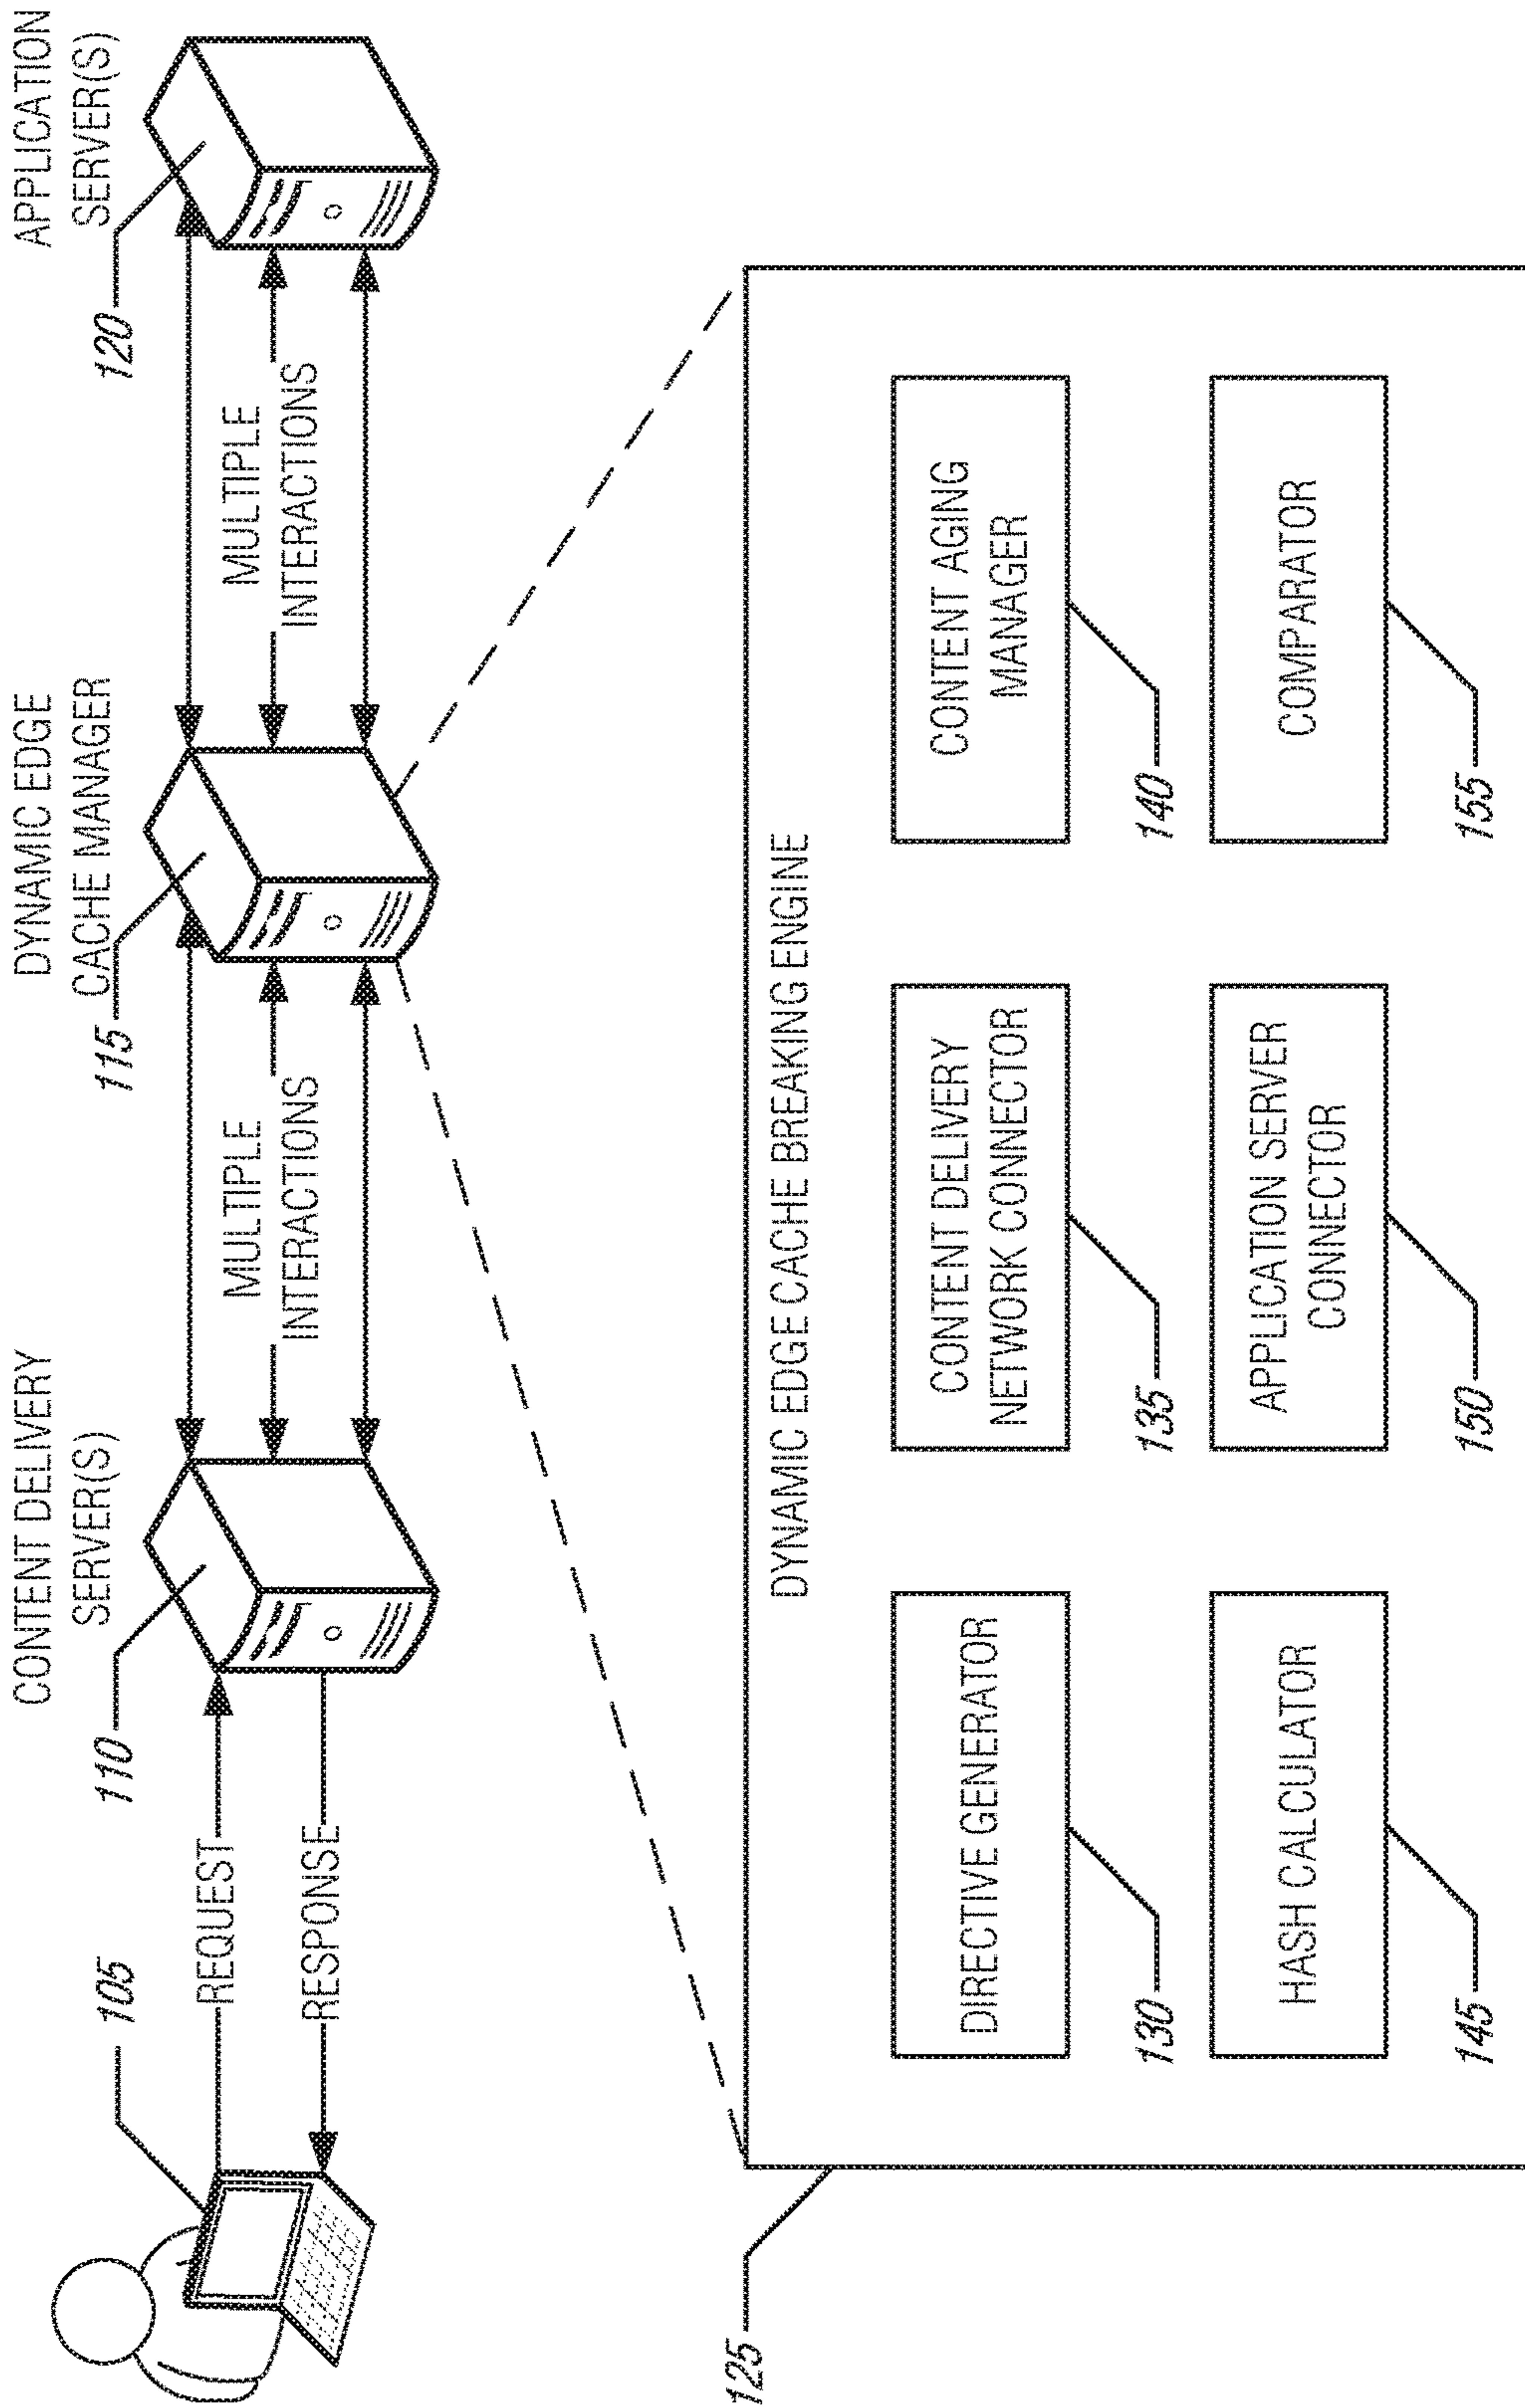 CONTENT DELIVERY
SERVER(S)
DYNAMIC EDGE
CACHE MANAGER
APPLICATION
SERVER(S)
105
110
115
120
REQUEST
RESPONSE
MULTIPLE
INTERACTIONS
MULTIPLE
INTERACTIONS
125
DYNAMIC EDGE CACHE BREAKING ENGINE
DIRECTIVE GENERATOR
130
CONTENT DELIVERY
NETWORK CONNECTOR
135
CONTENT AGING
MANAGER
140
HASH CALCULATOR
145
APPLICATION SERVER
CONNECTOR
150
COMPARATOR
155